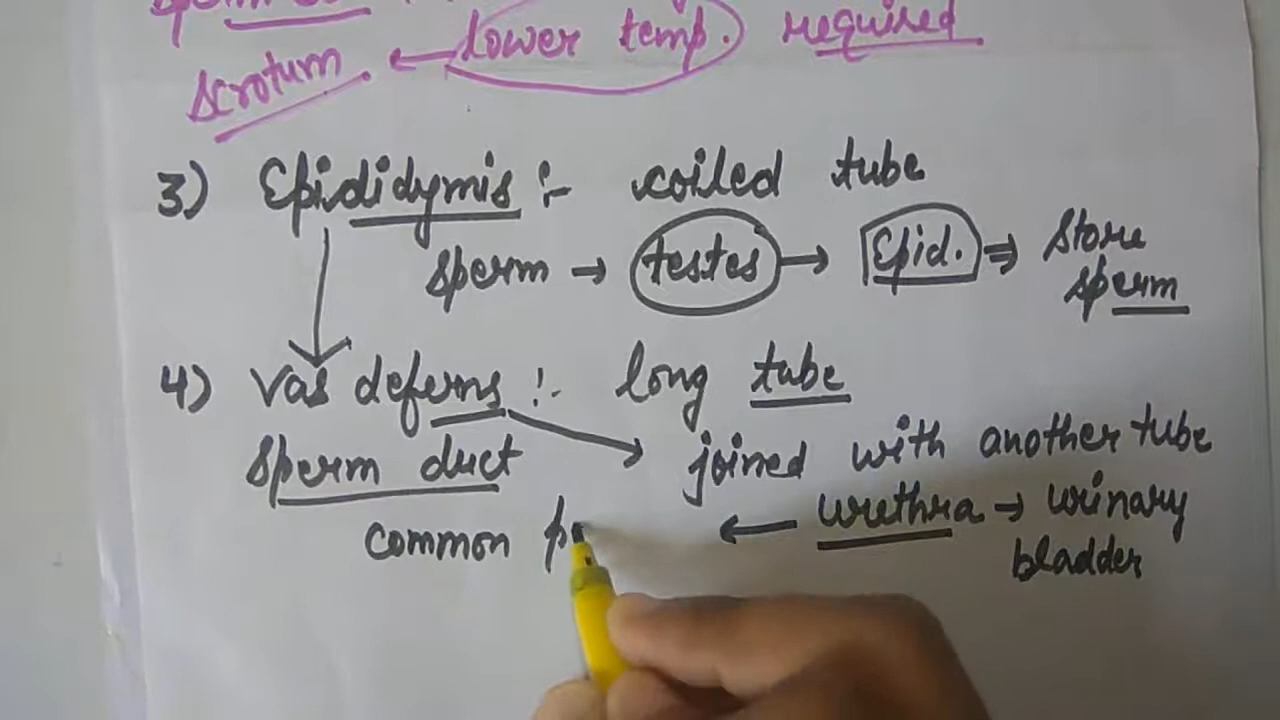 scrotum. ← lower temp. required
3) Epididymis :- coiled tube
sperm → testes → Epid. ⇒ store
sperm
4) Vas deferns :- long tube
sperm duct → joined with another tube
common ← urethra → urinary
bladder